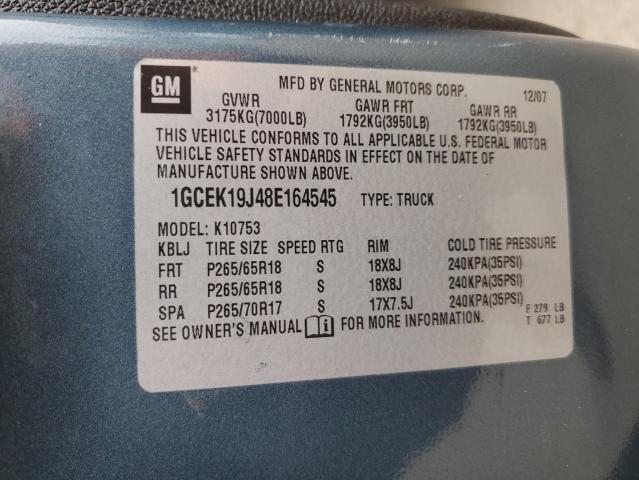 GM
MFD BY GENERAL MOTORS CORP. 12/07
GVWR GAWR FRT GAWR RR
3175KG(7000LB) 1792KG(3950LB) 1792KG(3950LB)
THIS VEHICLE CONFORMS TO ALL APPLICABLE U.S. FEDERAL MOTOR
VEHICLE SAFETY STANDARDS IN EFFECT ON THE DATE OF
MANUFACTURE SHOWN ABOVE.
1GCEK19J48E164545 TYPE: TRUCK
MODEL: K10753
KBLJ TIRE SIZE SPEED RTG RIM COLD TIRE PRESSURE
FRT P265/65R18 S 18X8J 240KPA(35PSI)
RR P265/65R18 S 18X8J 240KPA(35PSI)
SPA P265/70R17 S 17X7.5J 240KPA(35PSI)
F 279 LB
SEE OWNER'S MANUAL FOR MORE INFORMATION. T 677 LB